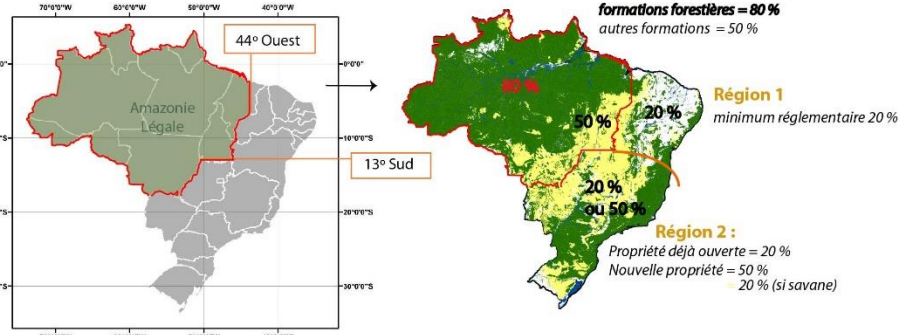 70°0'0"W 60°0'0"W 50°0'0"W 40°0'0"W
44º Ouest
0°0'0"
Amazonie
Légale
10°0'0"S
13º Sud
20°0'0"S
30°0'0"S
formations forestières = 80 %
autres formations = 50 %
80 %
50 %
20 %
Région 1
minimum réglementaire 20 %
20 %
ou 50 %
Région 2 :
Propriété déjà ouverte = 20 %
Nouvelle propriété = 50 %
= 20 % (si savane)